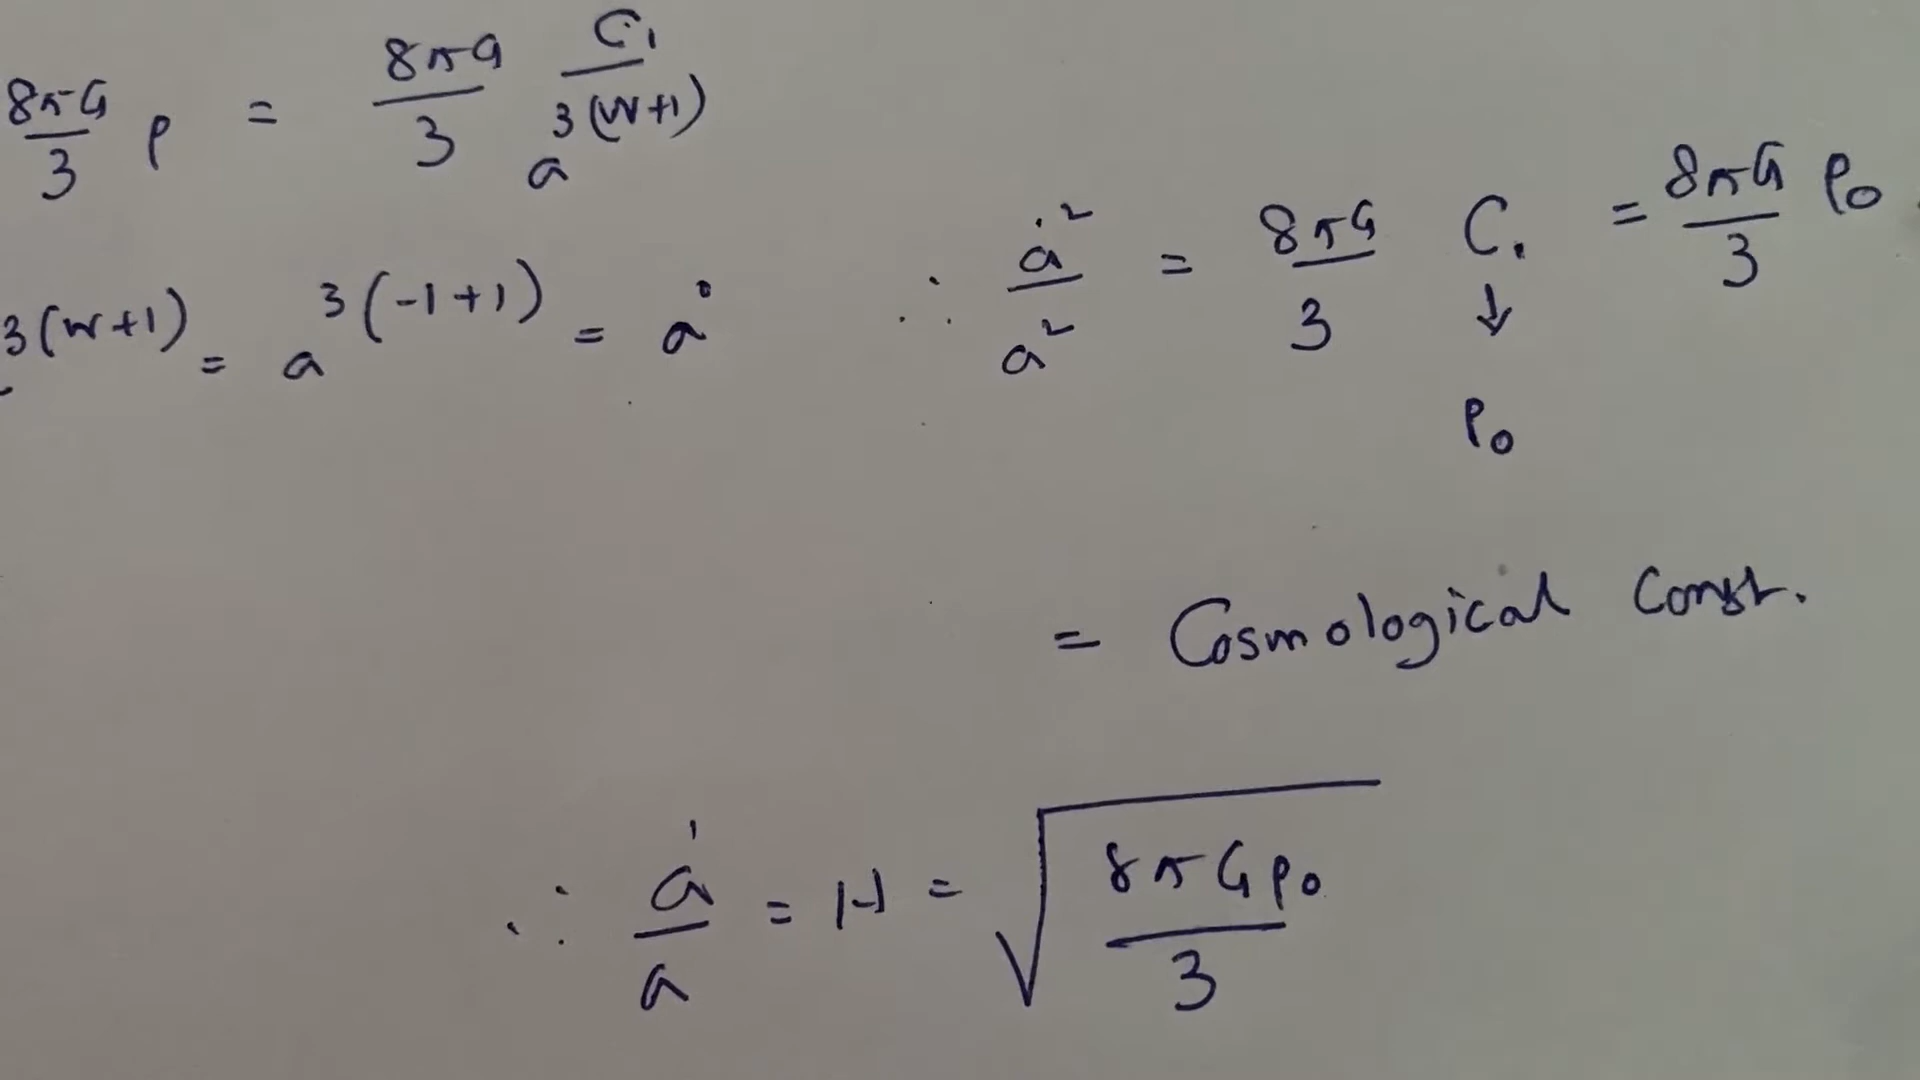 8πG/3 ρ = 8πG/3 C₁/a^3(w+1)
3(w+1) = a^3(-1+1) = a⁰
∴ ȧ²/a² = 8πG/3 C₁ = 8πG/3 ρ₀
↓
ρ₀
= Cosmological Const.
∴ ȧ/a = H = √(8πGρ₀/3)